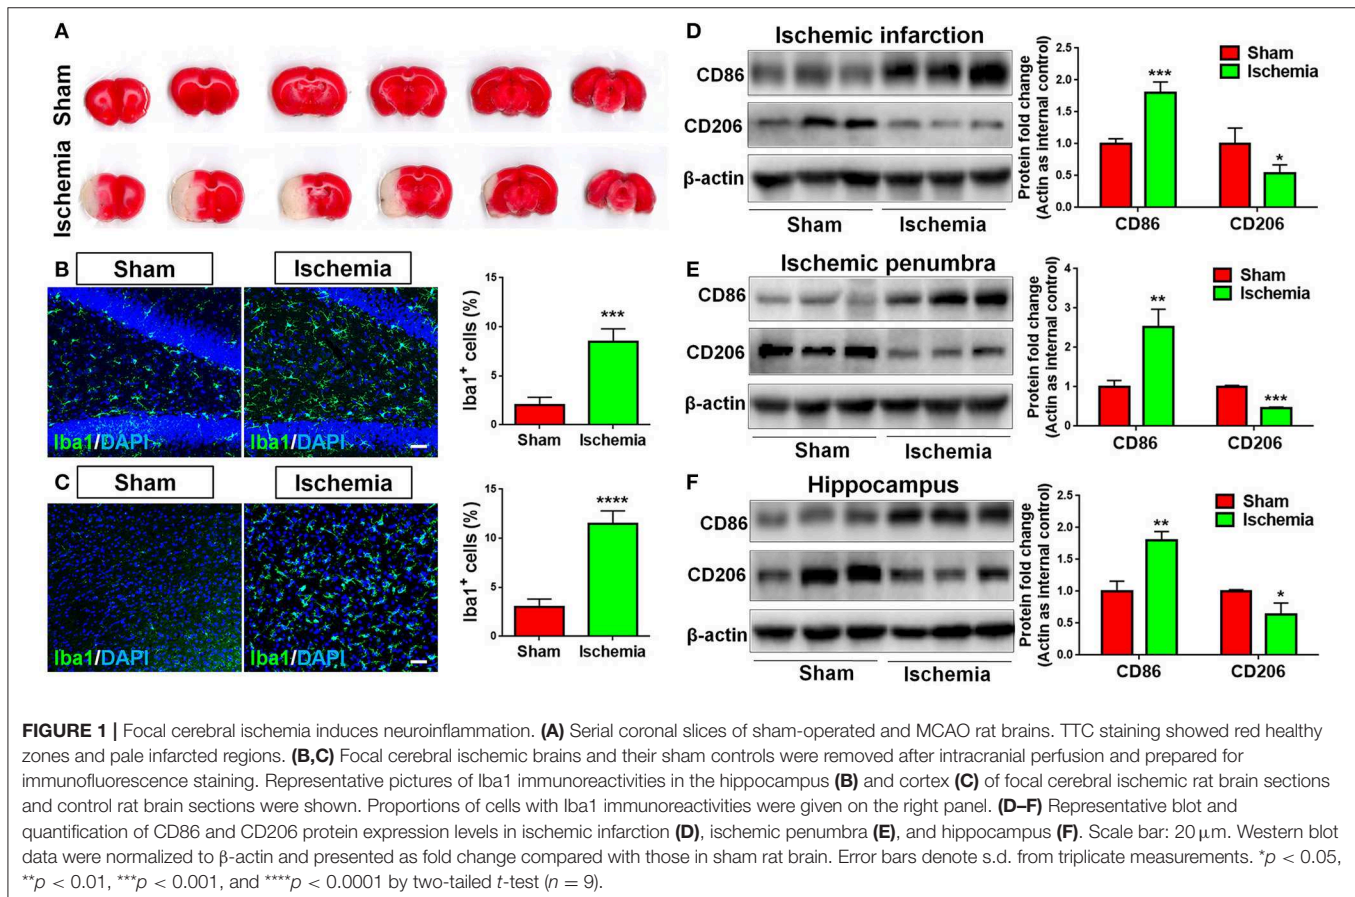 A
Sham
Ischemia
B
Sham
Ischemia
Iba1/DAPI
Iba1/DAPI
Iba1+ cells (%)
15
10
5
0
***
Sham
Ischemia
C
Sham
Ischemia
Iba1/DAPI
Iba1/DAPI
Iba1+ cells (%)
15
10
5
0
****
Sham
Ischemia
D
Ischemic infarction
CD86
CD206
β-actin
Sham
Ischemia
Protein fold change
(Actin as internal control)
2.5
2.0
1.5
1.0
0.5
0.0
Sham
Ischemia
***
*
CD86
CD206
E
Ischemic penumbra
CD86
CD206
β-actin
Sham
Ischemia
Protein fold change
(Actin as internal control)
4
3
2
1
0
Sham
Ischemia
**
***
CD86
CD206
F
Hippocampus
CD86
CD206
β-actin
Sham
Ischemia
Protein fold change
(Actin as internal control)
2.5
2.0
1.5
1.0
0.5
0.0
Sham
Ischemia
**
*
CD86
CD206
FIGURE 1 | Focal cerebral ischemia induces neuroinflammation. (A) Serial coronal slices of sham-operated and MCAO rat brains. TTC staining showed red healthy
zones and pale infarcted regions. (B,C) Focal cerebral ischemic brains and their sham controls were removed after intracranial perfusion and prepared for
immunofluorescence staining. Representative pictures of Iba1 immunoreactivities in the hippocampus (B) and cortex (C) of focal cerebral ischemic rat brain sections
and control rat brain sections were shown. Proportions of cells with Iba1 immunoreactivities were given on the right panel. (D–F) Representative blot and
quantification of CD86 and CD206 protein expression levels in ischemic infarction (D), ischemic penumbra (E), and hippocampus (F). Scale bar: 20 μm. Western blot
data were normalized to β-actin and presented as fold change compared with those in sham rat brain. Error bars denote s.d. from triplicate measurements. *p < 0.05,
**p < 0.01, ***p < 0.001, and ****p < 0.0001 by two-tailed t-test (n = 9).